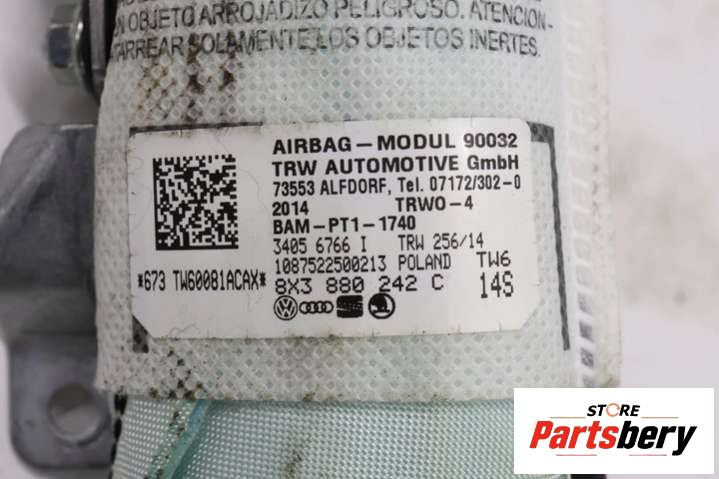 ON OBJETO ARROJADIZO PELIGROSO. ATENCION-
TARREAR SOLAMENTE LOS OBJETOS INERTES.
AIRBAG-MODUL 90032
TRW AUTOMOTIVE GmbH
73553 ALFDORF, Tel. 07172/302-0
2014 TRWO-4
BAM-PT1-1740
3405 6766 I TRW 256/14
1087522500213 POLAND TW6
*673 TW60081ACAX*
8X3 880 242 C 14S
STORE
Partsbery